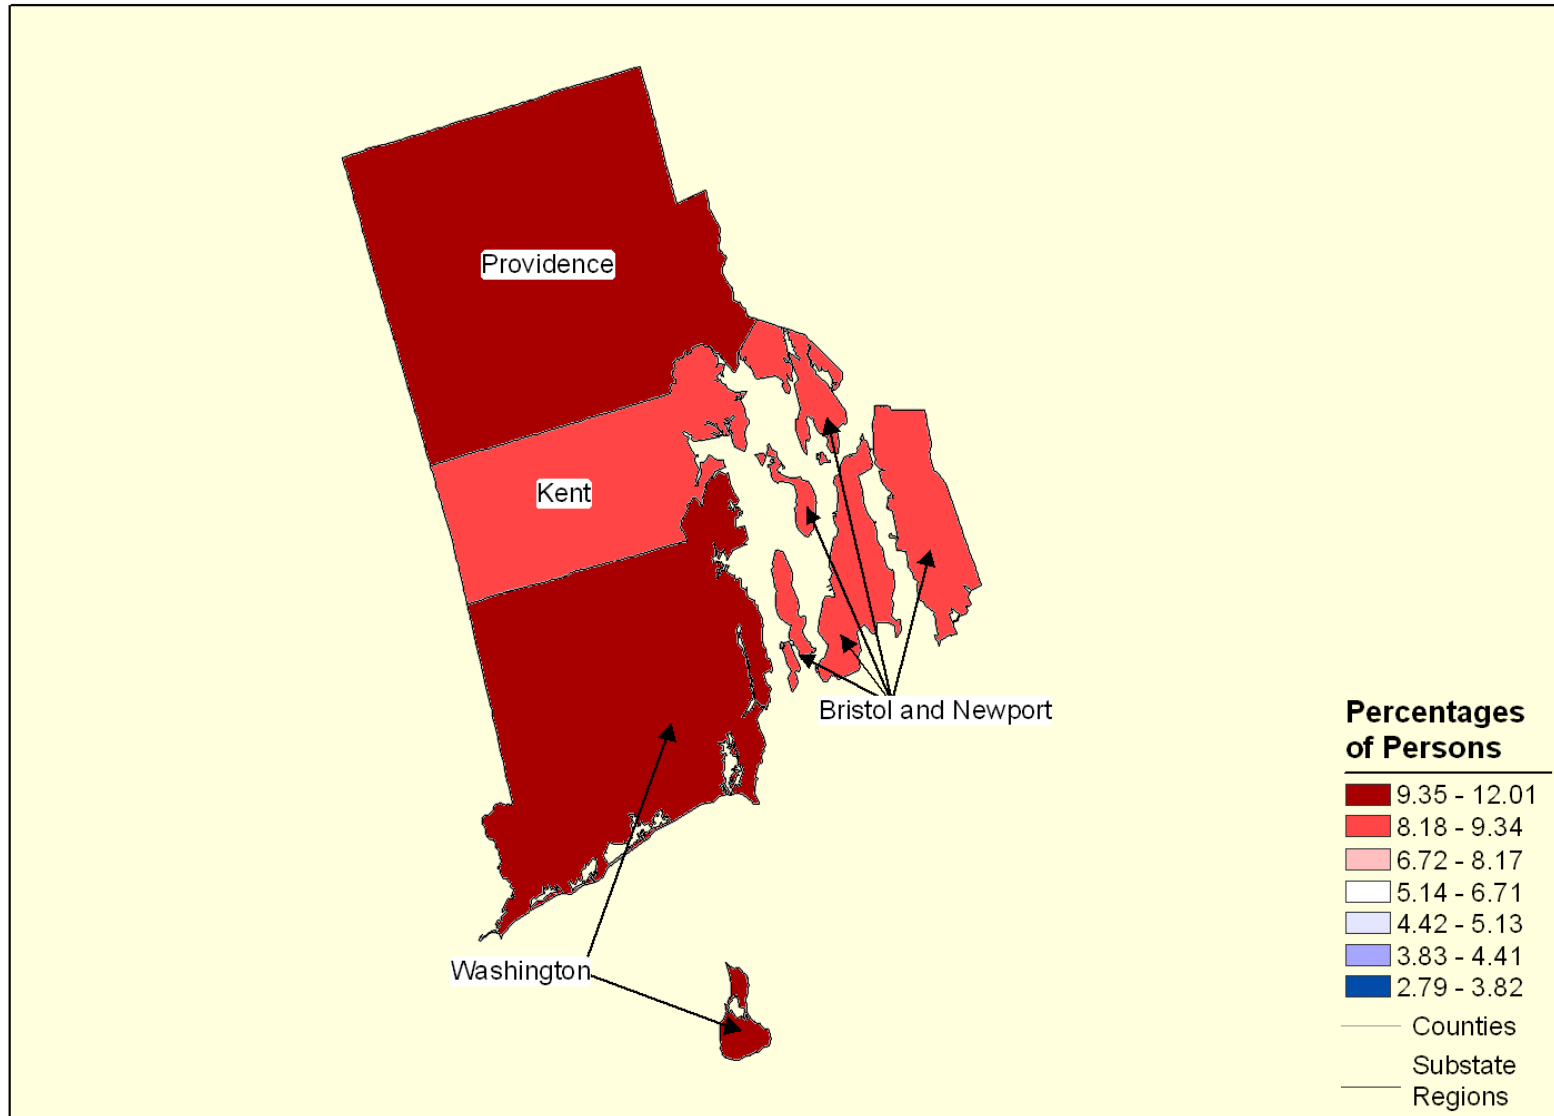 Providence
Kent
Bristol and Newport
Washington
Percentages
of Persons
9.35 - 12.01
8.18 - 9.34
6.72 - 8.17
5.14 - 6.71
4.42 - 5.13
3.83 - 4.41
2.79 - 3.82
Counties
Substate
Regions